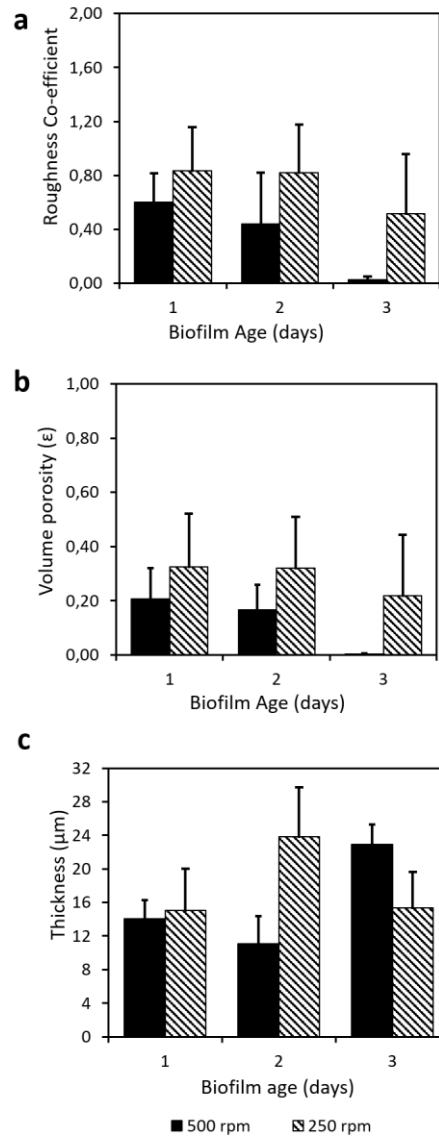 a
2,00
1,60
1,20
0,80
0,40
0,00
Roughness Co-efficient
1 2 3
Biofilm Age (days)
b
1,00
0,80
0,60
0,40
0,20
0,00
Volume porosity (ε)
1 2 3
Biofilm Age (days)
c
32
28
24
20
16
12
8
4
0
Thickness (μm)
1 2 3
Biofilm age (days)
500 rpm 250 rpm